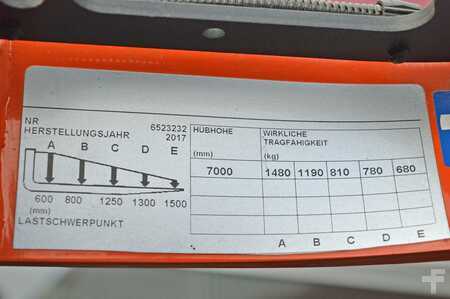 NR 6523232
HERSTELLUNGSJAHR 2017
A B C D E
600 800 1250 1300 1500
(mm)
LASTSCHWERPUNKT
HÜBHÖHE WIRKLICHE
TRAGFÄHIGKEIT
(mm) (kg)
7000 1480 1190 810 780 680
A B C D E